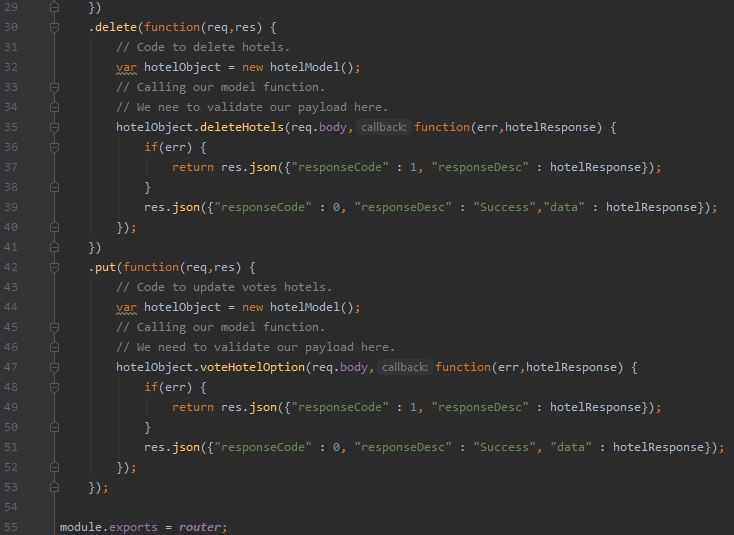 29 })
30 .delete(function(req,res) {
31 // Code to delete hotels.
32 var hotelObject = new hotelModel();
33 // Calling our model function.
34 // We nee to validate our payload here.
35 hotelObject.deleteHotels(req.body, callback: function(err,hotelResponse) {
36 if(err) {
37 return res.json({"responseCode" : 1, "responseDesc" : hotelResponse});
38 }
39 res.json({"responseCode" : 0, "responseDesc" : "Success","data" : hotelResponse});
40 });
41 })
42 .put(function(req,res) {
43 // Code to update votes hotels.
44 var hotelObject = new hotelModel();
45 // Calling our model function.
46 // We need to validate our payload here.
47 hotelObject.voteHotelOption(req.body, callback: function(err,hotelResponse) {
48 if(err) {
49 return res.json({"responseCode" : 1, "responseDesc" : hotelResponse});
50 }
51 res.json({"responseCode" : 0, "responseDesc" : "Success", "data" : hotelResponse});
52 });
53 });
54
55 module.exports = router;